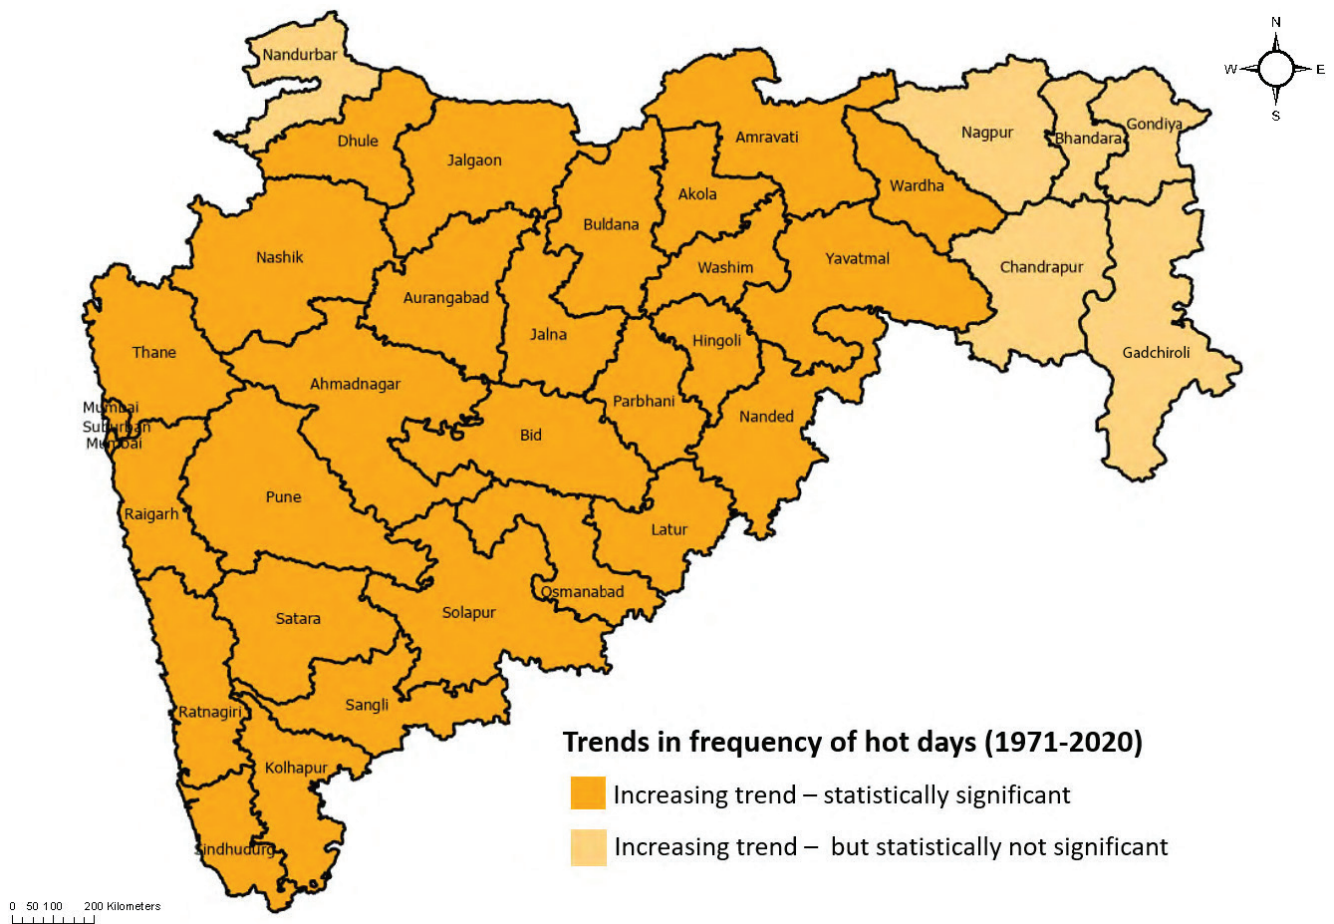 N
W E
S
Nandurbar
Dhule
Jalgaon
Buldana
Akola
Amravati
Wardha
Nagpur
Bhandara
Gondiya
Nashik
Aurangabad
Jalna
Washim
Yavatmal
Chandrapur
Gadchiroli
Thane
Ahmadnagar
Hingoli
Parbhani
Nanded
Mumbai
Suburban
Mumbai
Bid
Raigarh
Pune
Latur
Osmanabad
Satara
Solapur
Sangli
Ratnagiri
Kolhapur
Sindhudurg
Trends in frequency of hot days (1971-2020)
Increasing trend – statistically significant
Increasing trend – but statistically not significant
0 50 100 200 Kilometers